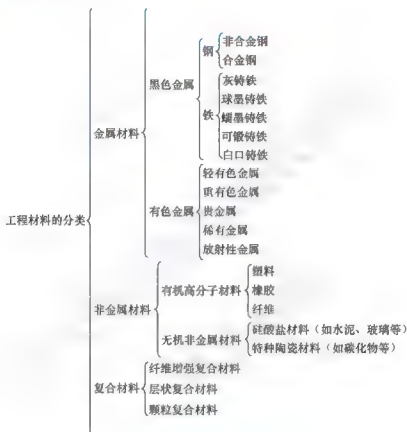 工程材料的分类
金属材料
黑色金属
钢
非合金钢
合金钢
铁
灰铸铁
球墨铸铁
蠕墨铸铁
可锻铸铁
白口铸铁
有色金属
轻有色金属
重有色金属
贵金属
稀有金属
放射性金属
非金属材料
有机高分子材料
塑料
橡胶
纤维
无机非金属材料
硅酸盐材料（如水泥、玻璃等）
特种陶瓷材料（如碳化物等）
复合材料
纤维增强复合材料
层状复合材料
颗粒复合材料